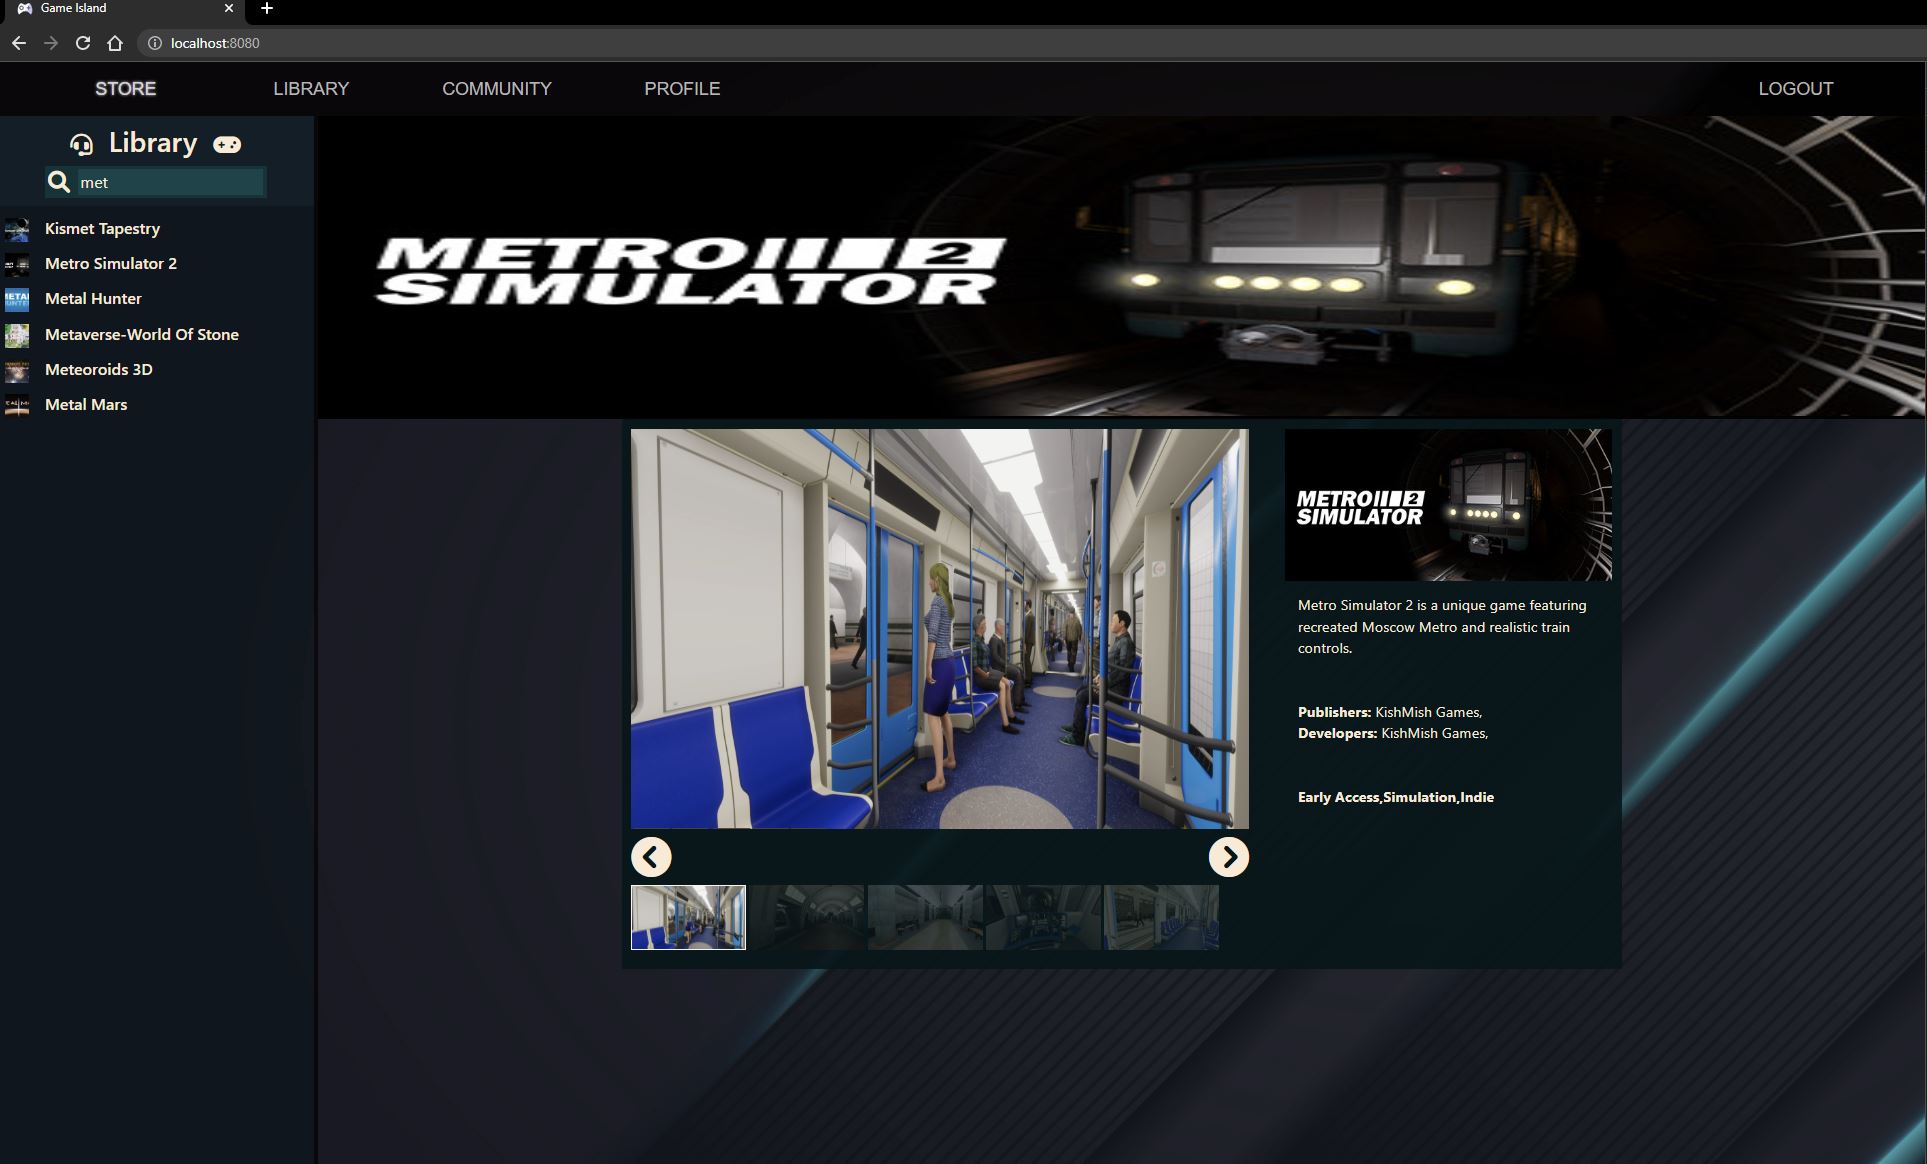 Game Island
localhost:8080
STORE
LIBRARY
COMMUNITY
PROFILE
LOGOUT
Library
met
Kismet Tapestry
Metro Simulator 2
Metal Hunter
Metaverse-World Of Stone
Meteoroids 3D
Metal Mars
METRO 2
SIMULATOR
METRO 2
SIMULATOR
Metro Simulator 2 is a unique game featuring
recreated Moscow Metro and realistic train
controls.
Publishers: KishMish Games,
Developers: KishMish Games,
Early Access,Simulation,Indie